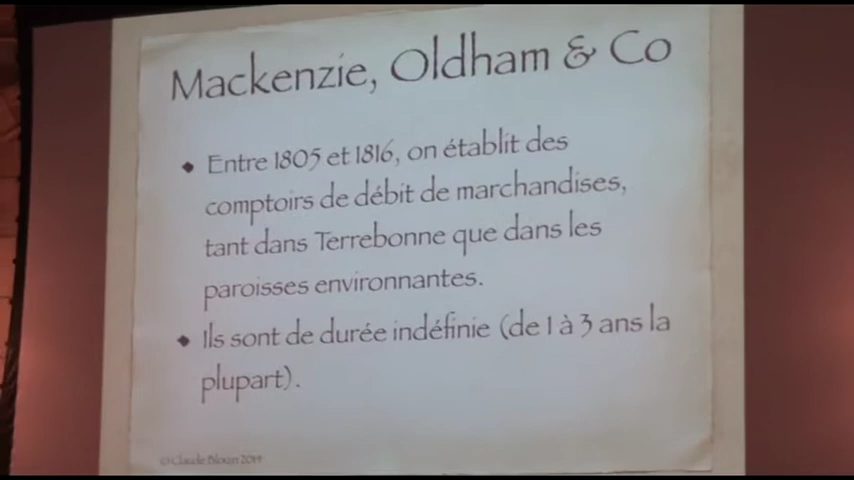 Mackenzie, Oldham & Co
• Entre 1805 et 1816, on établit des
comptoirs de débit de marchandises,
tant dans Terrebonne que dans les
paroisses environnantes.
• Ils sont de durée indéfinie (de 1 à 3 ans la
plupart).
© Claude Blouin 2014